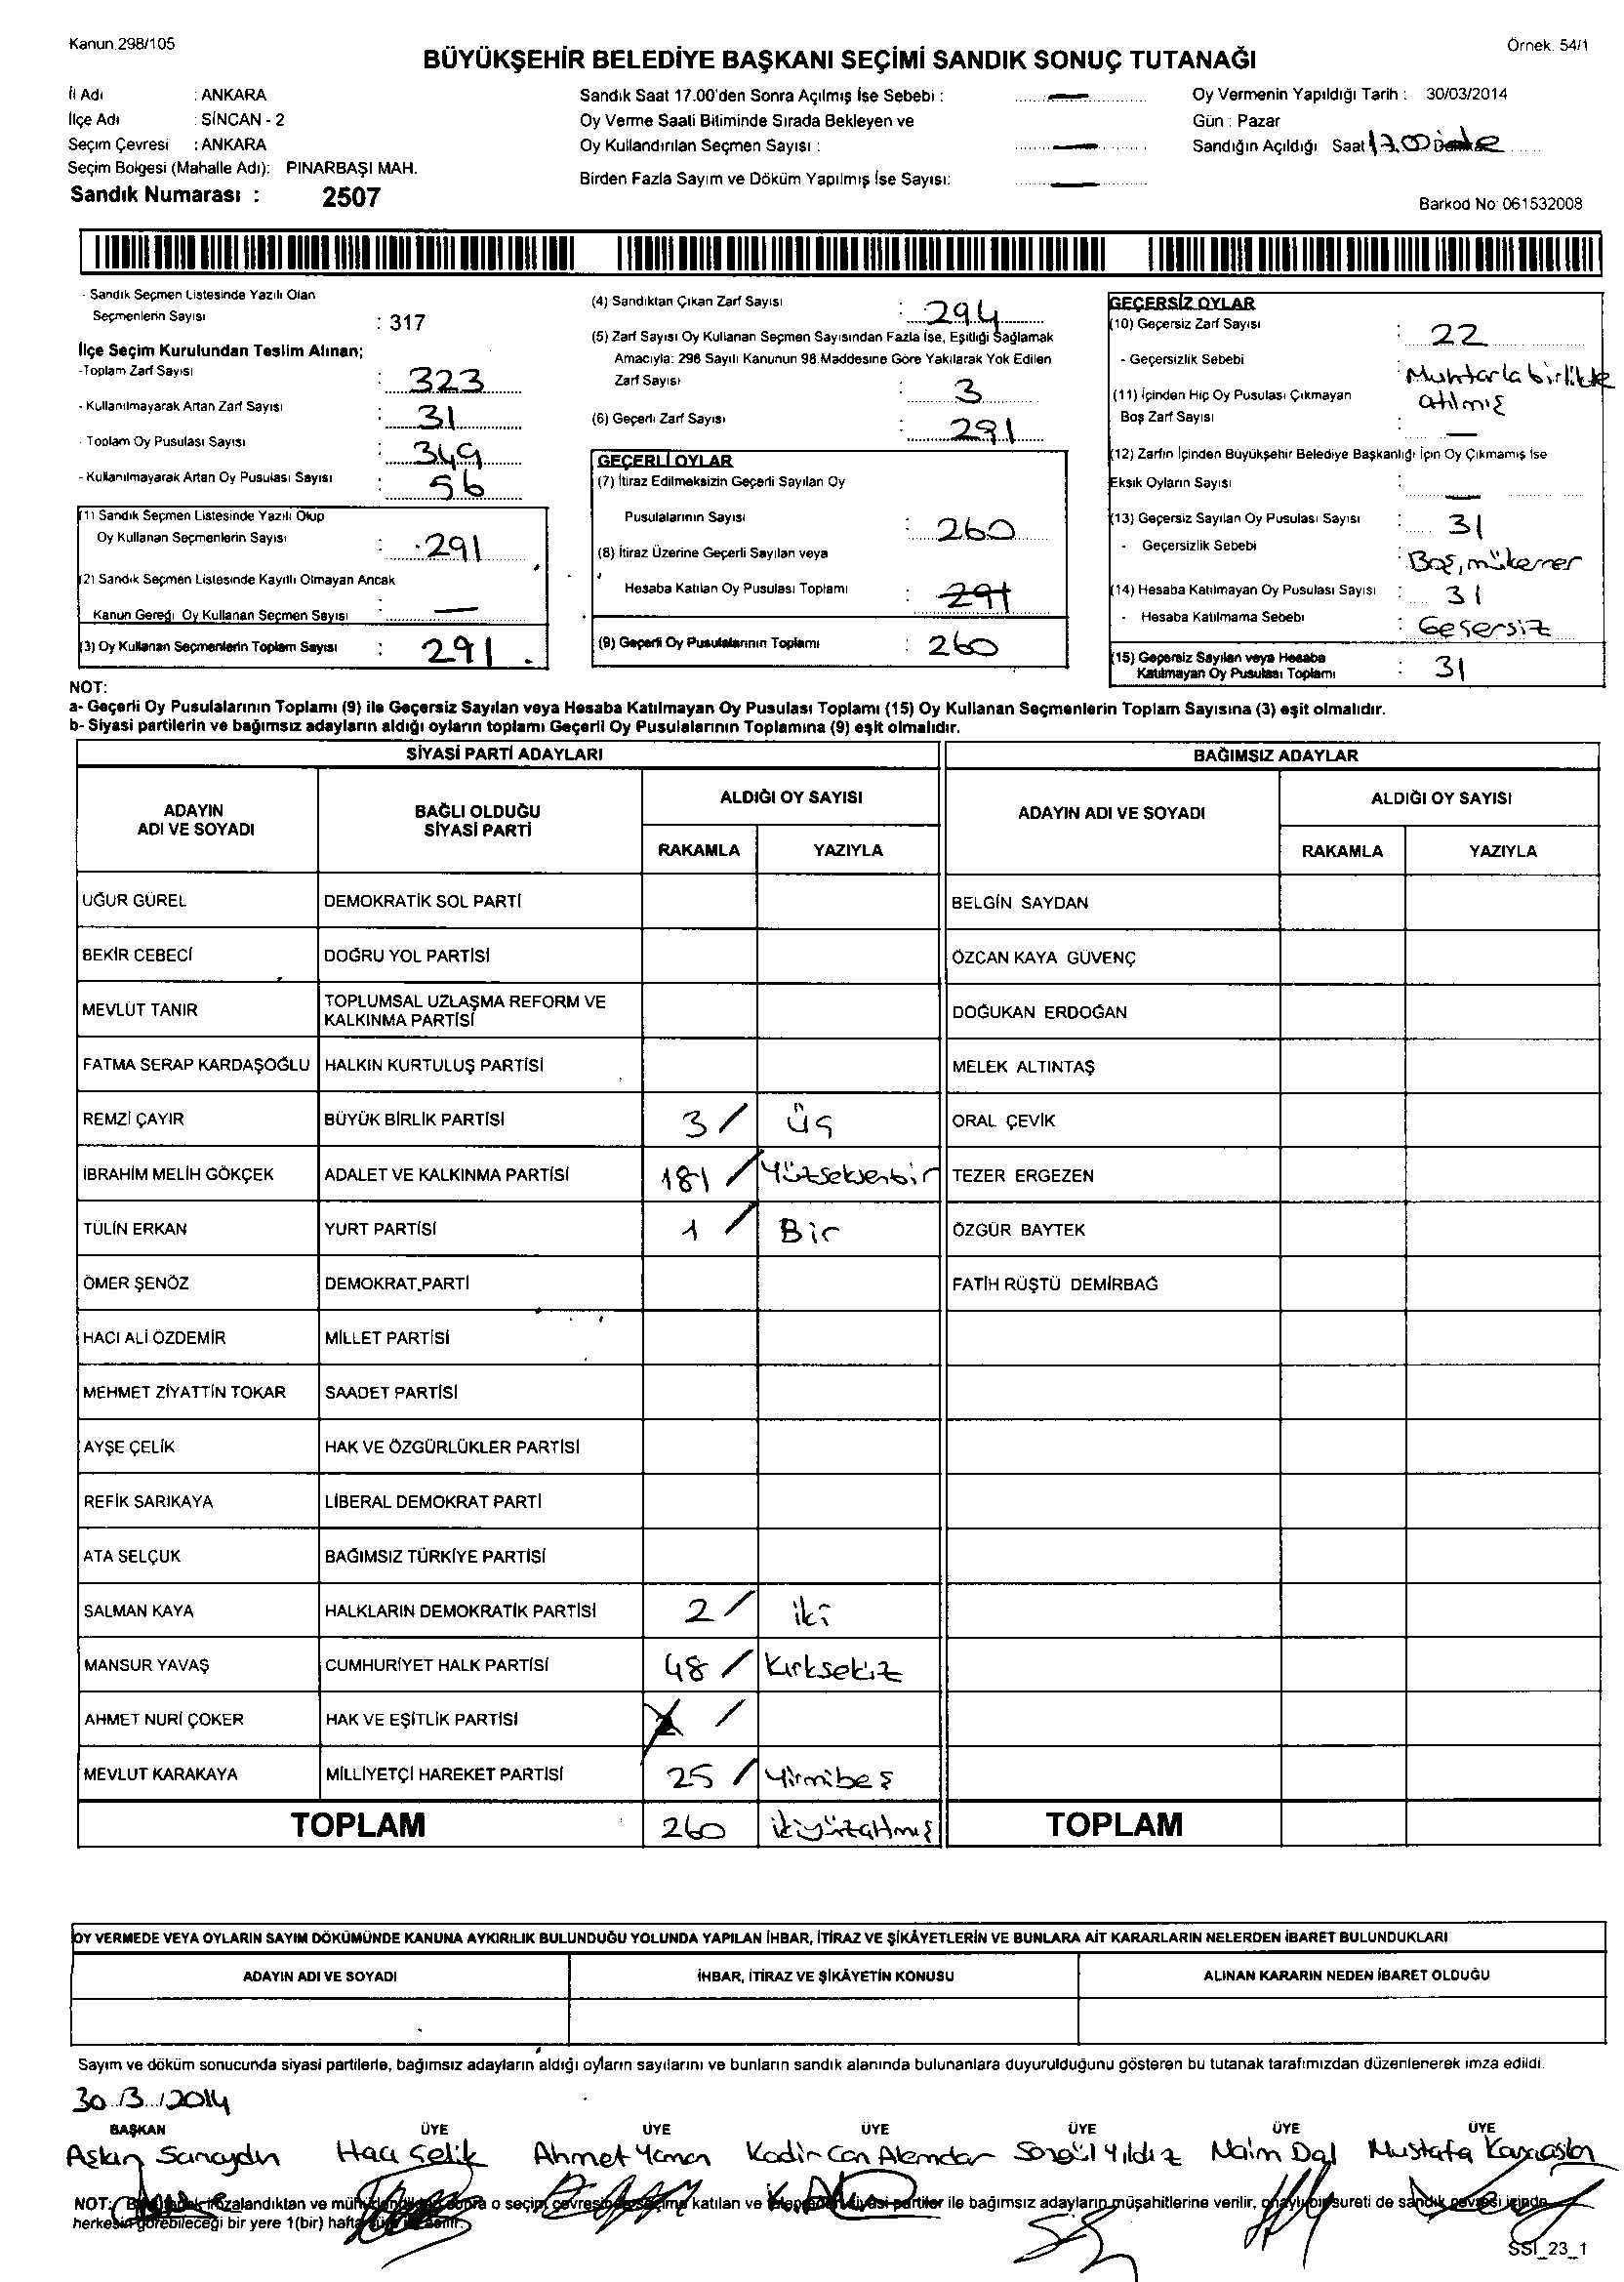 Kanun.298/105
Örnek. 54/1
BÜYÜKŞEHİR BELEDİYE BAŞKANI SEÇİMİ SANDIK SONUÇ TUTANAĞI
İl Adı : ANKARA
İlçe Adı : SİNCAN - 2
Seçim Çevresi : ANKARA
Seçim Bölgesi (Mahalle Adı): PINARBAŞI MAH.
Sandık Numarası : 2507
Sandık Saat 17.00'den Sonra Açılmış İse Sebebi : —
Oy Verme Saati Bitiminde Sırada Bekleyen ve
Oy Kullandırılan Seçmen Sayısı : —
Birden Fazla Sayım ve Döküm Yapılmış İse Sayısı: —
Oy Vermenin Yapıldığı Tarih : 30/03/2014
Gün : Pazar
Sandığın Açıldığı Saat 17.00
Barkod No: 061532008
- Sandık Seçmen Listesinde Yazılı Olan
Seçmenlerin Sayısı : 317
İlçe Seçim Kurulundan Teslim Alınan;
-Toplam Zarf Sayısı : 323
- Kullanılmayarak Artan Zarf Sayısı : 31
- Toplam Oy Pusulası Sayısı : 349
- Kullanılmayarak Artan Oy Pusulası Sayısı : 56
(1) Sandık Seçmen Listesinde Yazılı Olup
Oy Kullanan Seçmenlerin Sayısı : 291
(2) Sandık Seçmen Listesinde Kayıtlı Olmayan Ancak
Kanun Gereği Oy Kullanan Seçmen Sayısı : —
(3) Oy Kullanan Seçmenlerin Toplam Sayısı : 291
(4) Sandıktan Çıkan Zarf Sayısı : 294
(5) Zarf Sayısı Oy Kullanan Seçmen Sayısından Fazla İse, Eşitliği Sağlamak
Amacıyla: 298 Sayılı Kanunun 98.Maddesine Göre Yakılarak Yok Edilen
Zarf Sayısı : 3
(6) Geçerli Zarf Sayısı : 291
GEÇERLİ OYLAR
(7) İtiraz Edilmeksizin Geçerli Sayılan Oy
Pusulalarının Sayısı : 260
(8) İtiraz Üzerine Geçerli Sayılan veya
Hesaba Katılan Oy Pusulası Toplamı : 291
(9) Geçerli Oy Pusulalarının Toplamı : 260
GEÇERSİZ OYLAR
(10) Geçersiz Zarf Sayısı : 22
- Geçersizlik Sebebi : Muhtarla birlikte
atılmış
(11) İçinden Hiç Oy Pusulası Çıkmayan
Boş Zarf Sayısı : —
(12) Zarfın İçinden Büyükşehir Belediye Başkanlığı İçin Oy Çıkmamış İse
Eksik Oyların Sayısı : —
(13) Geçersiz Sayılan Oy Pusulası Sayısı : 31
- Geçersizlik Sebebi : Boş, mükerrer
(14) Hesaba Katılmayan Oy Pusulası Sayısı : 31
- Hesaba Katılmama Sebebi : Geçersiz
(15) Geçersiz Sayılan veya Hesaba
Katılmayan Oy Pusulası Toplamı : 31
NOT:
a- Geçerli Oy Pusulalarının Toplamı (9) ile Geçersiz Sayılan veya Hesaba Katılmayan Oy Pusulası Toplamı (15) Oy Kullanan Seçmenlerin Toplam Sayısına (3) eşit olmalıdır.
b- Siyasi partilerin ve bağımsız adayların aldığı oyların toplamı Geçerli Oy Pusulalarının Toplamına (9) eşit olmalıdır.
SİYASİ PARTİ ADAYLARI
BAĞIMSIZ ADAYLAR
ADAYIN ADI VE SOYADI
BAĞLI OLDUĞU SİYASİ PARTİ
ALDIĞI OY SAYISI
RAKAMLA YAZIYLA
ADAYIN ADI VE SOYADI
ALDIĞI OY SAYISI
RAKAMLA YAZIYLA
UĞUR GÜREL DEMOKRATİK SOL PARTİ BELGİN SAYDAN
BEKİR CEBECİ DOĞRU YOL PARTİSİ ÖZCAN KAYA GÜVENÇ
MEVLÜT TANIR TOPLUMSAL UZLAŞMA REFORM VE KALKINMA PARTİSİ DOĞUKAN ERDOĞAN
FATMA SERAP KARDAŞOĞLU HALKIN KURTULUŞ PARTİSİ MELEK ALTINTAŞ
REMZİ ÇAYIR BÜYÜK BİRLİK PARTİSİ 3 / Üç ORAL ÇEVİK
İBRAHİM MELİH GÖKÇEK ADALET VE KALKINMA PARTİSİ 181 / Yüzseksenbir TEZER ERGEZEN
TÜLİN ERKAN YURT PARTİSİ 1 / Bir ÖZGÜR BAYTEK
ÖMER ŞENÖZ DEMOKRAT PARTİ FATİH RÜŞTÜ DEMİRBAĞ
HACI ALİ ÖZDEMİR MİLLET PARTİSİ
MEHMET ZİYATTİN TOKAR SAADET PARTİSİ
AYŞE ÇELİK HAK VE ÖZGÜRLÜKLER PARTİSİ
REFİK SARIKAYA LİBERAL DEMOKRAT PARTİ
ATA SELÇUK BAĞIMSIZ TÜRKİYE PARTİSİ
SALMAN KAYA HALKLARIN DEMOKRATİK PARTİSİ 2 / iki
MANSUR YAVAŞ CUMHURİYET HALK PARTİSİ 48 / Kırksekiz
AHMET NURİ ÇOKER HAK VE EŞİTLİK PARTİSİ /
MEVLUT KARAKAYA MİLLİYETÇİ HAREKET PARTİSİ 25 / Yirmibeş
TOPLAM 260 ikiyüzaltmış TOPLAM
OY VERMEDE VEYA OYLARIN SAYIM DÖKÜMÜNDE KANUNA AYKIRILIK BULUNDUĞU YOLUNDA YAPILAN İHBAR, İTİRAZ VE ŞİKÂYETLERİN VE BUNLARA AİT KARARLARIN NELERDEN İBARET BULUNDUKLARI
ADAYIN ADI VE SOYADI İHBAR, İTİRAZ VE ŞİKÂYETİN KONUSU ALINAN KARARIN NEDEN İBARET OLDUĞU
Sayım ve döküm sonucunda siyasi partilerle, bağımsız adayların aldığı oyların sayılarını ve bunların sandık alanında bulunanlara duyurulduğunu gösteren bu tutanak tarafımızdan düzenlenerek imza edildi.
30/3/2014
BAŞKAN ÜYE ÜYE ÜYE ÜYE ÜYE ÜYE
Aslan Hacı Çelik Ahmet Yaman Kadir Can Alemdar Yıldız Naim Dal Mustafa
NOT: o seçim çevresinde katılan ve siyasi partiler ile bağımsız adayların müşahitlerine verilir, sureti de sandık çevresi içinde
herkesin görebileceği bir yere 1(bir) hafta
SSI_23_1